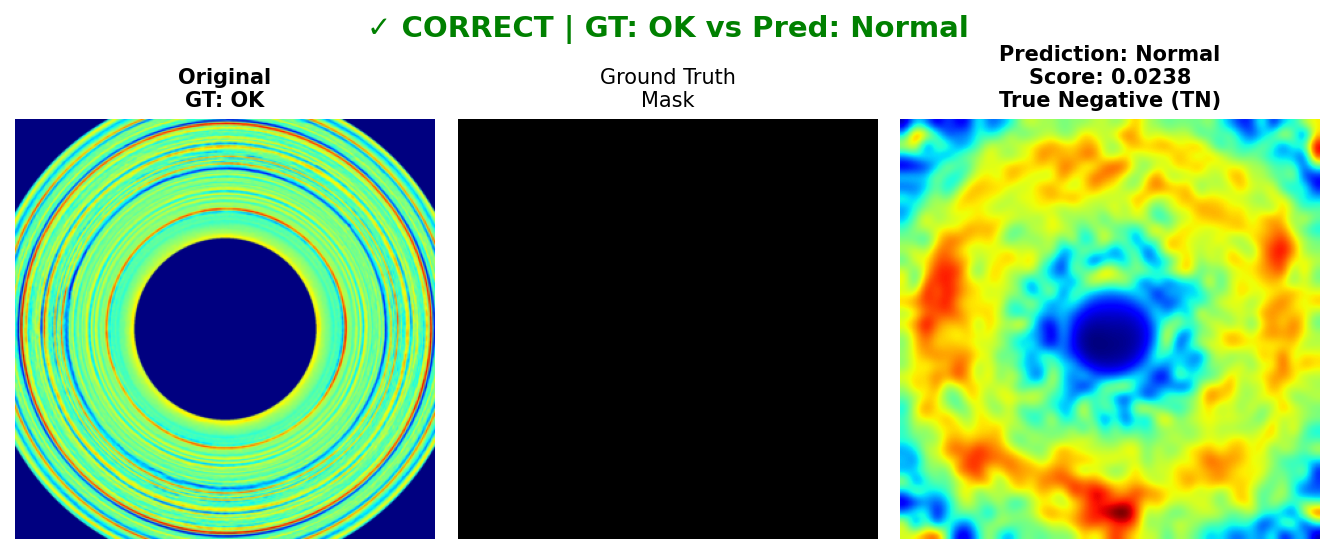 ✓ CORRECT | GT: OK vs Pred: Normal
Original
GT: OK
Ground Truth
Mask
Prediction: Normal
Score: 0.0238
True Negative (TN)